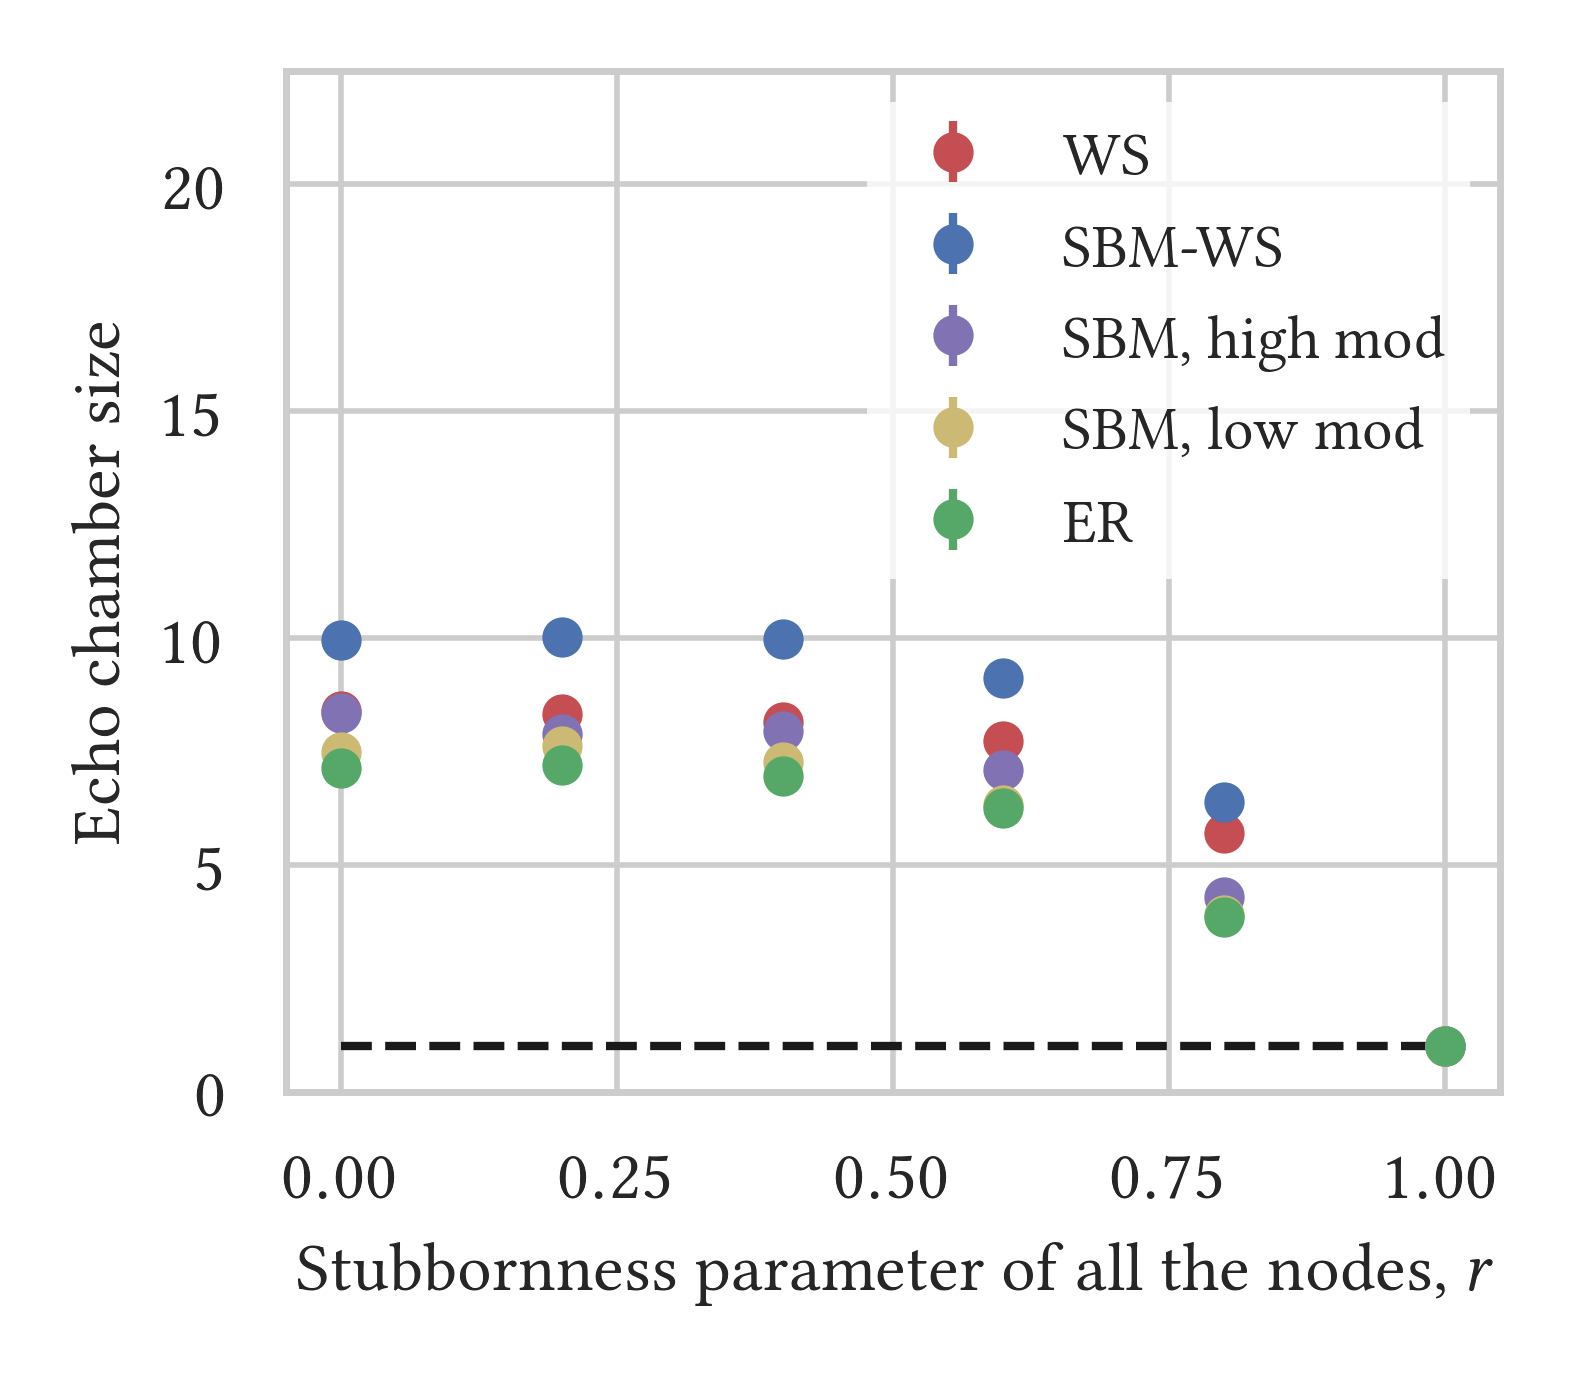 Echo chamber size
20
15
10
5
0
WS
SBM-WS
SBM, high mod
SBM, low mod
ER
0.00 0.25 0.50 0.75 1.00
Stubbornness parameter of all the nodes, r